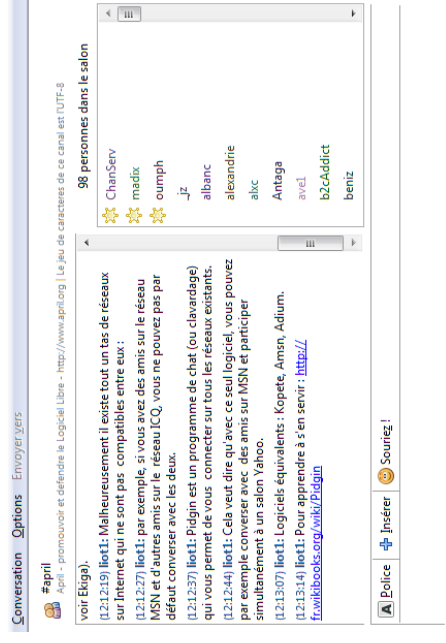 Conversation Options Envoyer vers
#april
April - promouvoir et défendre le Logiciel Libre - http://www.april.org | Le jeu de caracteres de ce canal est l'UTF-8
voir Ekiga).
(12:12:19) liot1: Malheureusement il existe tout un tas de réseaux
sur Internet qui ne sont pas compatibles entre eux :
(12:12:27) liot1: par exemple, si vous avez des amis sur le réseau
MSN et d'autres amis sur le réseau ICQ, vous ne pouvez pas par
défaut converser avec les deux.
(12:12:37) liot1: Pidgin est un programme de chat (ou clavardage)
qui vous permet de vous connecter sur tous les réseaux existants.
(12:12:44) liot1: Cela veut dire qu'avec ce seul logiciel, vous pouvez
par exemple converser avec des amis sur MSN et participer
simultanément à un salon Yahoo.
(12:13:07) liot1: Logiciels équivalents : Kopete, Amsn, Adium.
(12:13:14) liot1: Pour apprendre à s'en servir : http://
fr.wikibooks.org/wiki/Pidgin
98 personnes dans le salon
ChanServ
madix
oumph
_jz
albanc
alexandrie
alxc
Antaga
ave1
b2cAddict
beniz
A Police Insérer Souriez !